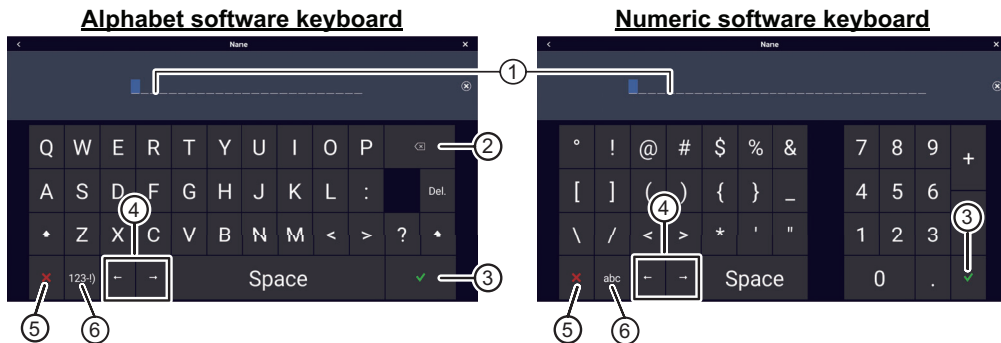 Alphabet software keyboard
Numeric software keyboard
Nane
Nane
1
Q W E R T Y U I O P
2
A S D F G H J K L : Del.
4
Z X C V B N M < > ?
123-!) ← → Space
3
5
6
° ! @ # $ % & 7 8 9 +
[ ] ( ) { } _ 4 5 6
4
3
\ / < > * ' " 1 2 3
abc ← → Space 0 .
5
6